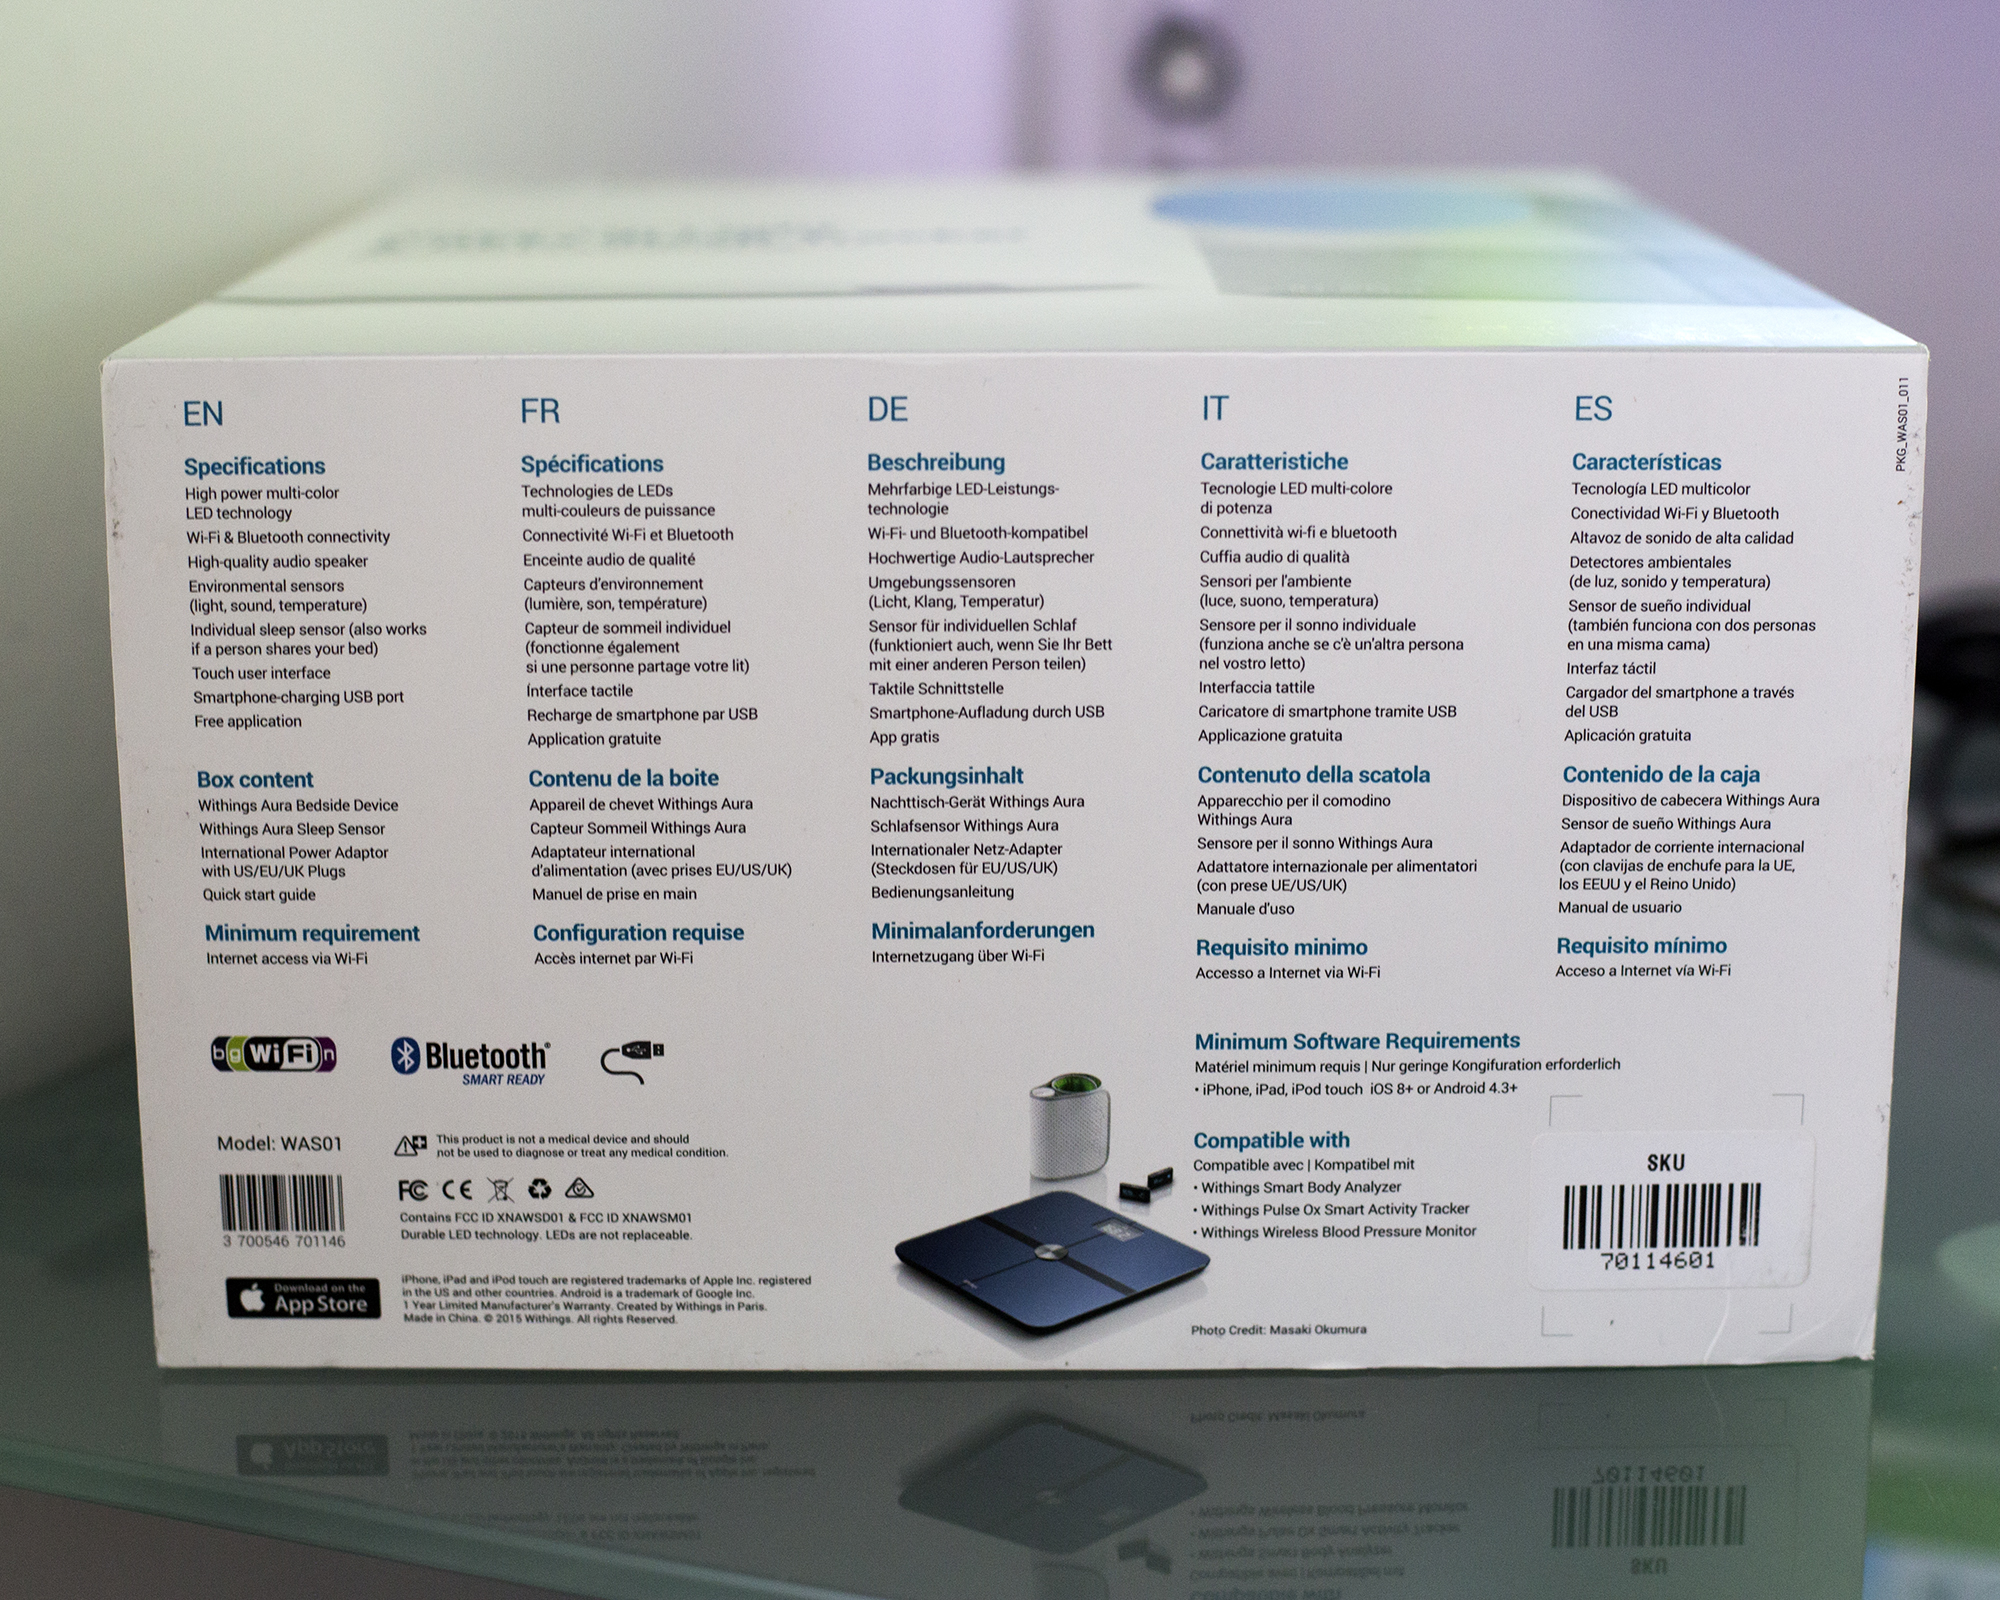 EN
Specifications
High power multi-color
LED technology
Wi-Fi & Bluetooth connectivity
High-quality audio speaker
Environmental sensors
(light, sound, temperature)
Individual sleep sensor (also works
if a person shares your bed)
Touch user interface
Smartphone-charging USB port
Free application
Box content
Withings Aura Bedside Device
Withings Aura Sleep Sensor
International Power Adaptor
with US/EU/UK Plugs
Quick start guide
Minimum requirement
Internet access via Wi-Fi
FR
Spécifications
Technologies de LEDs
multi-couleurs de puissance
Connectivité Wi-Fi et Bluetooth
Enceinte audio de qualité
Capteurs d'environnement
(lumière, son, température)
Capteur de sommeil individuel
(fonctionne également
si une personne partage votre lit)
Ínterface tactile
Recharge de smartphone par USB
Application gratuite
Contenu de la boite
Appareil de chevet Withings Aura
Capteur Sommeil Withings Aura
Adaptateur international
d'alimentation (avec prises EU/US/UK)
Manuel de prise en main
Configuration requise
Accès internet par Wi-Fi
DE
Beschreibung
Mehrfarbige LED-Leistungs-
technologie
Wi-Fi- und Bluetooth-kompatibel
Hochwertige Audio-Lautsprecher
Umgebungssensoren
(Licht, Klang, Temperatur)
Sensor für individuellen Schlaf
(funktioniert auch, wenn Sie Ihr Bett
mit einer anderen Person teilen)
Taktile Schnittstelle
Smartphone-Aufladung durch USB
App gratis
Packungsinhalt
Nachttisch-Gerät Withings Aura
Schlafsensor Withings Aura
Internationaler Netz-Adapter
(Steckdosen für EU/US/UK)
Bedienungsanleitung
Minimalanforderungen
Internetzugang über Wi-Fi
IT
Caratteristiche
Tecnologie LED multi-colore
di potenza
Connettività wi-fi e bluetooth
Cuffia audio di qualità
Sensori per l'ambiente
(luce, suono, temperatura)
Sensore per il sonno individuale
(funziona anche se c'è un'altra persona
nel vostro letto)
Interfaccia tattile
Caricatore di smartphone tramite USB
Applicazione gratuita
Contenuto della scatola
Apparecchio per il comodino
Withings Aura
Sensore per il sonno Withings Aura
Adattatore internazionale per alimentatori
(con prese UE/US/UK)
Manuale d'uso
Requisito minimo
Accesso a Internet via Wi-Fi
ES
Características
Tecnología LED multicolor
Conectividad Wi-Fi y Bluetooth
Altavoz de sonido de alta calidad
Detectores ambientales
(de luz, sonido y temperatura)
Sensor de sueño individual
(también funciona con dos personas
en una misma cama)
Interfaz táctil
Cargador del smartphone a través
del USB
Aplicación gratuita
Contenido de la caja
Dispositivo de cabecera Withings Aura
Sensor de sueño Withings Aura
Adaptador de corriente internacional
(con clavijas de enchufe para la UE,
los EEUU y el Reino Unido)
Manual de usuario
Requisito mínimo
Acceso a Internet vía Wi-Fi
PKG_WAS01_011
bg WiFi n
Bluetooth®
SMART READY
Model: WAS01
This product is not a medical device and should
not be used to diagnose or treat any medical condition.
FC CE
3 700546 701146
Contains FCC ID XNAWSD01 & FCC ID XNAWSM01
Durable LED technology. LEDs are not replaceable.
Download on the
App Store
iPhone, iPad and iPod touch are registered trademarks of Apple Inc. registered
in the US and other countries. Android is a trademark of Google Inc.
1 Year Limited Manufacturer's Warranty. Created by Withings in Paris.
Made in China. © 2015 Withings. All rights Reserved.
Minimum Software Requirements
Matériel minimum requis | Nur geringe Kongifuration erforderlich
• iPhone, iPad, iPod touch iOS 8+ or Android 4.3+
Compatible with
Compatible avec | Kompatibel mit
• Withings Smart Body Analyzer
• Withings Pulse Ox Smart Activity Tracker
• Withings Wireless Blood Pressure Monitor
Photo Credit: Masaki Okumura
SKU
70114601